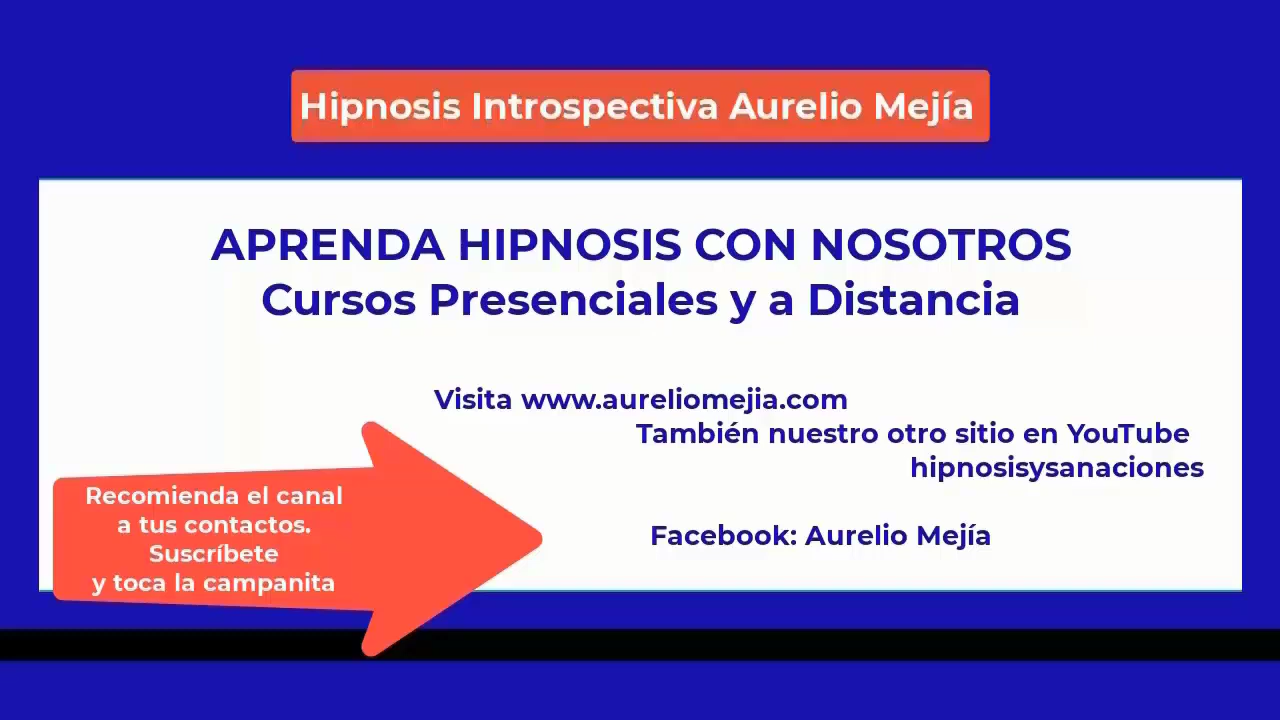 Hipnosis Introspectiva Aurelio Mejía
APRENDA HIPNOSIS CON NOSOTROS
Cursos Presenciales y a Distancia
Visita www.aureliomejia.com
También nuestro otro sitio en YouTube
hipnosisysanaciones
Facebook: Aurelio Mejía
Recomienda el canal
a tus contactos.
Suscríbete
y toca la campanita